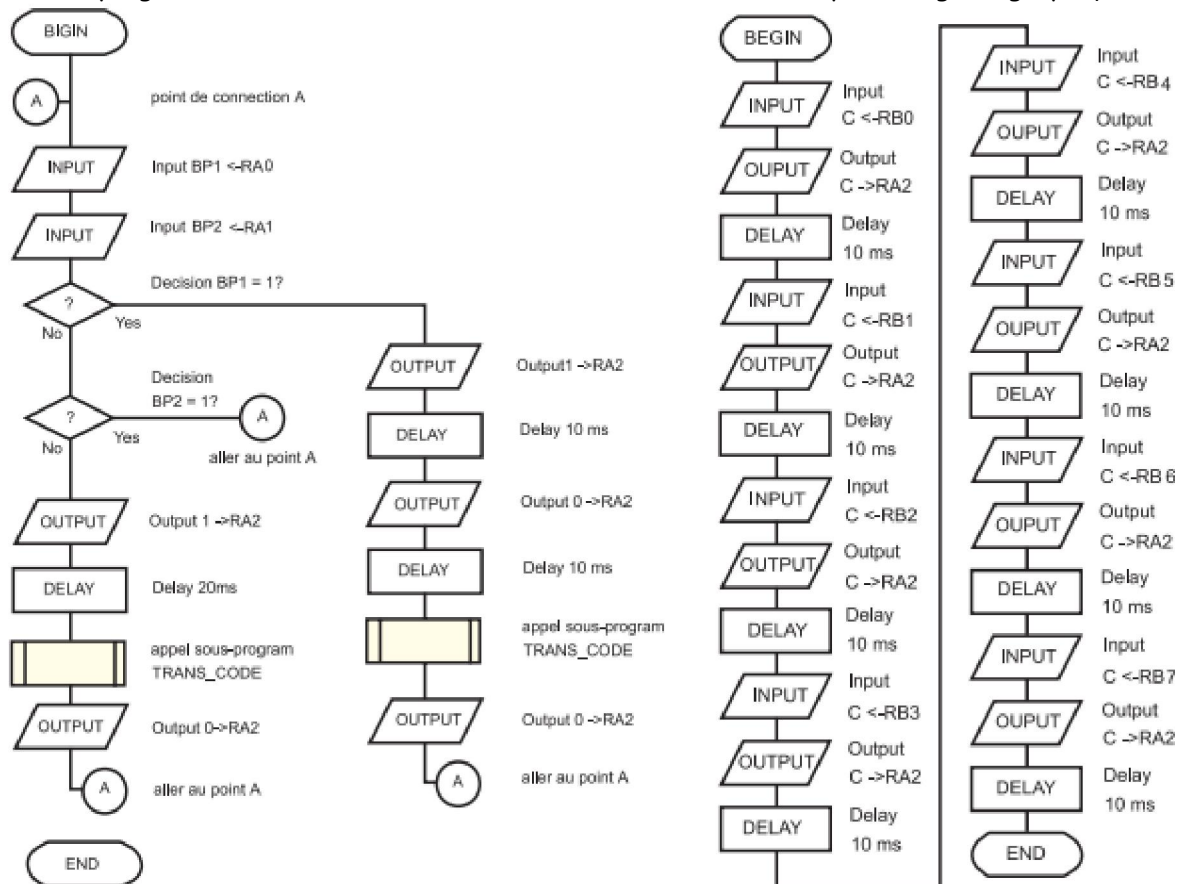 BIGIN
A
point de connection A
INPUT
Input BP1 <-RA0
INPUT
Input BP2 <-RA1
Decision BP1 = 1?
?
No
Yes
Decision
BP2 = 1?
?
A
No
Yes
aller au point A
OUTPUT
Output 1 ->RA2
DELAY
Delay 20ms
appel sous-program
TRANS_CODE
OUTPUT
Output 0->RA2
A
aller au point A
END
OUTPUT
Output1 ->RA2
DELAY
Delay 10 ms
OUTPUT
Output 0 ->RA2
DELAY
Delay 10 ms
appel sous-program
TRANS_CODE
OUTPUT
Output 0 ->RA2
A
aller au point A
BEGIN
INPUT
Input
C <-RB0
OUPUT
Output
C ->RA2
DELAY
Delay
10 ms
INPUT
Input
C <-RB1
OUTPUT
Output
C ->RA2
DELAY
Delay
10 ms
INPUT
Input
C <-RB2
OUTPUT
Output
C ->RA2
DELAY
Delay
10 ms
INPUT
Input
C <-RB3
OUTPUT
Output
C ->RA2
DELAY
Delay
10 ms
INPUT
Input
C <-RB4
OUPUT
Output
C ->RA2
DELAY
Delay
10 ms
INPUT
Input
C <-RB5
OUPUT
Output
C ->RA2
DELAY
Delay
10 ms
INPUT
Input
C <-RB6
OUPUT
Output
C ->RA2
DELAY
Delay
10 ms
INPUT
Input
C <-RB7
OUPUT
Output
C ->RA2
DELAY
Delay
10 ms
END